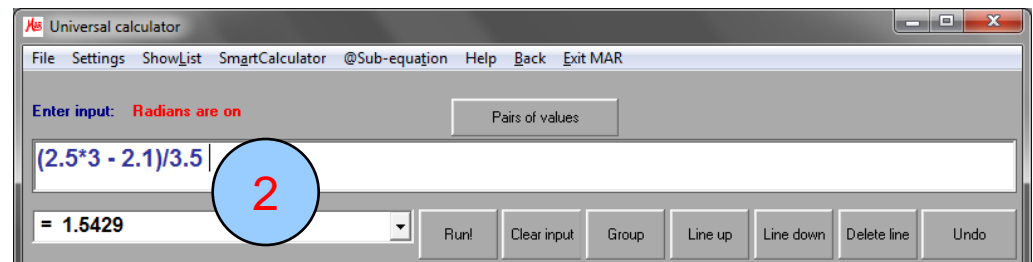 MAR Universal calculator
File Settings ShowList SmartCalculator @Sub-equation Help Back Exit MAR
Enter input: Radians are on
Pairs of values
(2.5*3 - 2.1)/3.5
2
= 1.5429
Run! Clear input Group Line up Line down Delete line Undo